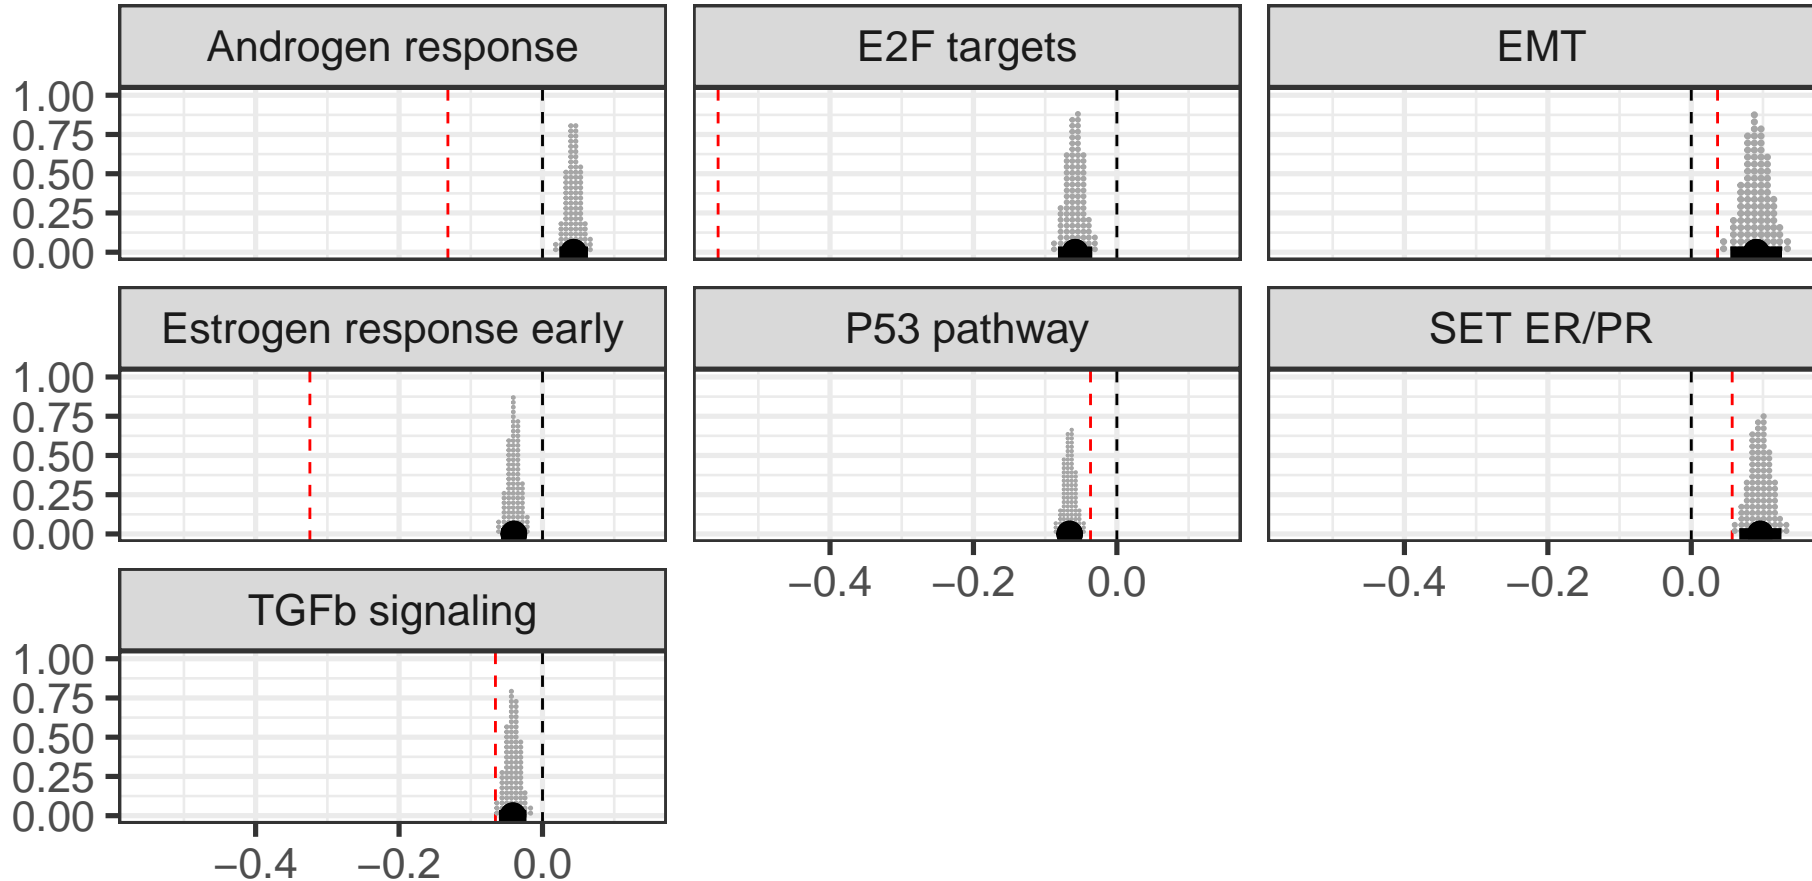 Androgen response
E2F targets
EMT
1.00
0.75
0.50
0.25
0.00
Estrogen response early
P53 pathway
SET ER/PR
1.00
0.75
0.50
0.25
0.00
−0.4 −0.2 0.0
−0.4 −0.2 0.0
TGFb signaling
1.00
0.75
0.50
0.25
0.00
−0.4 −0.2 0.0